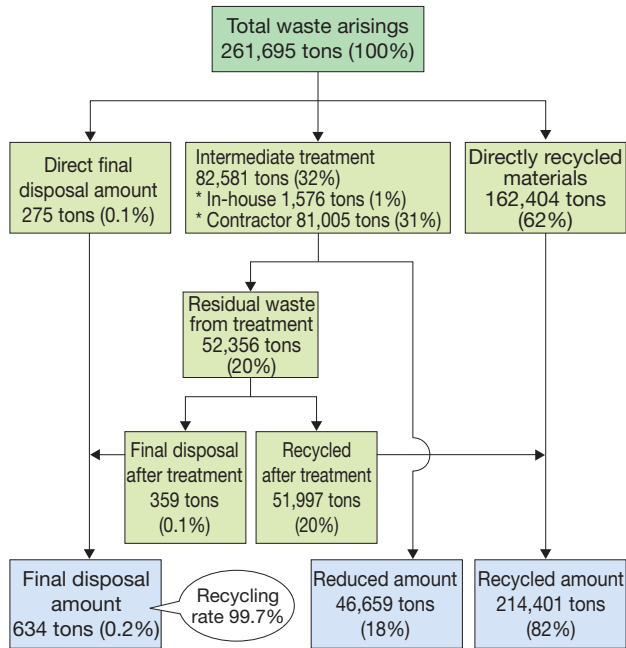 Total waste arisings
261,695 tons (100%)
Direct final
disposal amount
275 tons (0.1%)
Intermediate treatment
82,581 tons (32%)
* In-house 1,576 tons (1%)
* Contractor 81,005 tons (31%)
Directly recycled
materials
162,404 tons
(62%)
Residual waste
from treatment
52,356 tons
(20%)
Final disposal
after treatment
359 tons
(0.1%)
Recycled
after treatment
51,997 tons
(20%)
Final disposal
amount
634 tons (0.2%)
Recycling
rate 99.7%
Reduced amount
46,659 tons
(18%)
Recycled amount
214,401 tons
(82%)